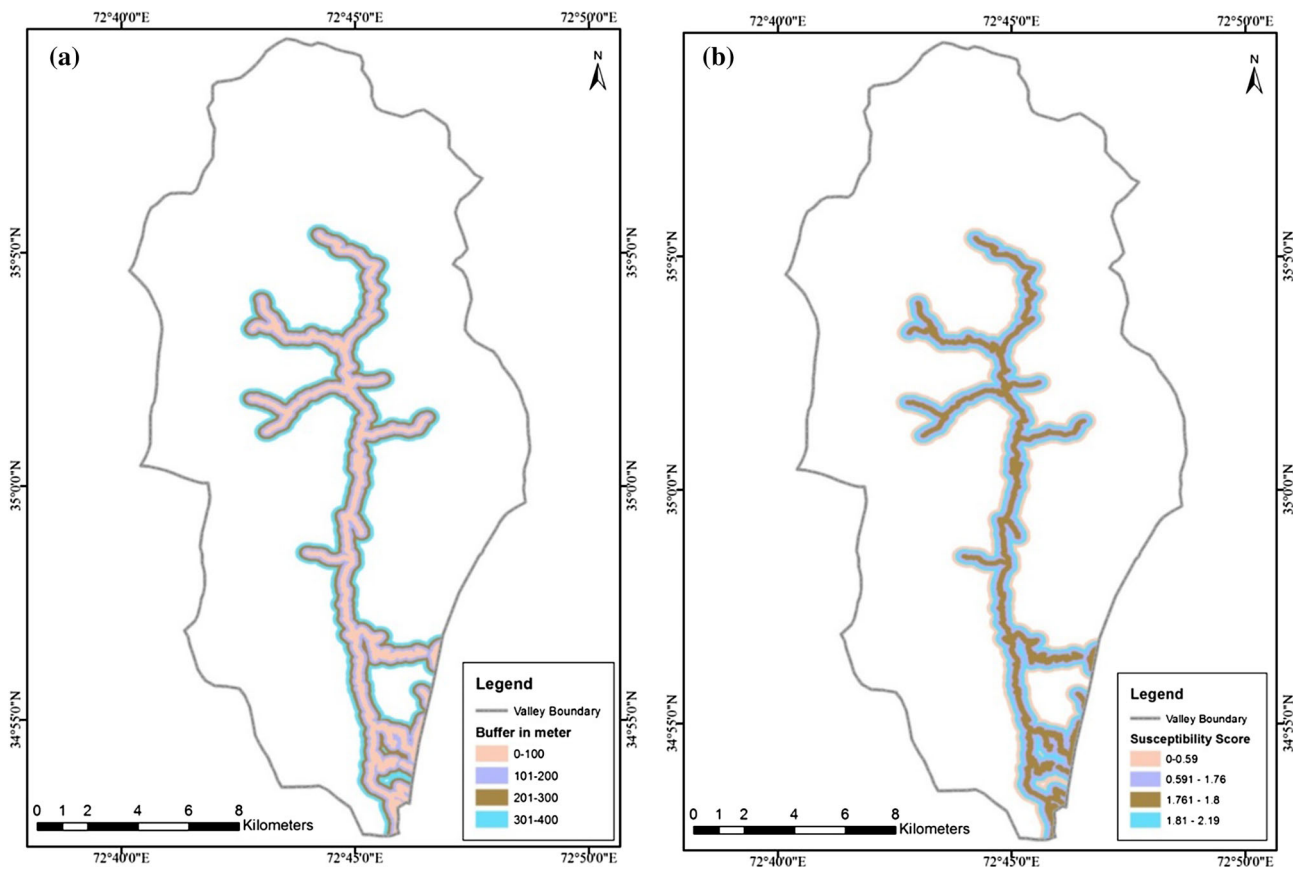 72°40'0"E 72°45'0"E 72°50'0"E
(a)
N
35°5'0"N 35°5'0"N
35°0'0"N 35°0'0"N
34°55'0"N 34°55'0"N
Legend
Valley Boundary
Buffer in meter
0-100
101-200
201-300
301-400
0 1 2 4 6 8
Kilometers
72°40'0"E 72°45'0"E 72°50'0"E
72°40'0"E 72°45'0"E 72°50'0"E
(b)
N
35°5'0"N 35°5'0"N
35°0'0"N 35°0'0"N
34°55'0"N 34°55'0"N
Legend
Valley Boundary
Susceptibility Score
0-0.59
0.591 - 1.76
1.761 - 1.8
1.81 - 2.19
0 1 2 4 6 8
Kilometers
72°40'0"E 72°45'0"E 72°50'0"E